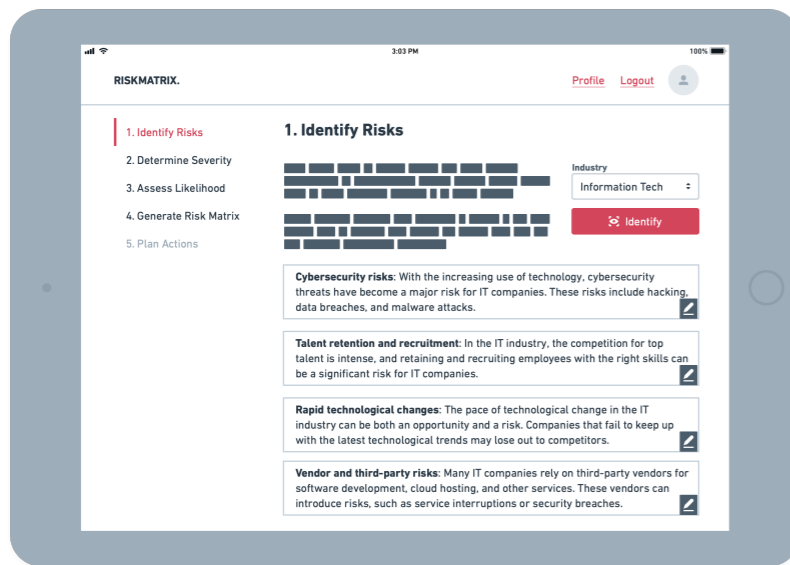 3:03 PM
100%
RISKMATRIX.
Profile
Logout
1. Identify Risks
2. Determine Severity
3. Assess Likelihood
4. Generate Risk Matrix
5. Plan Actions
1. Identify Risks
Industry
Information Tech
Identify
Cybersecurity risks: With the increasing use of technology, cybersecurity
threats have become a major risk for IT companies. These risks include hacking,
data breaches, and malware attacks.
Talent retention and recruitment: In the IT industry, the competition for top
talent is intense, and retaining and recruiting employees with the right skills can
be a significant risk for IT companies.
Rapid technological changes: The pace of technological change in the IT
industry can be both an opportunity and a risk. Companies that fail to keep up
with the latest technological trends may lose out to competitors.
Vendor and third-party risks: Many IT companies rely on third-party vendors for
software development, cloud hosting, and other services. These vendors can
introduce risks, such as service interruptions or security breaches.